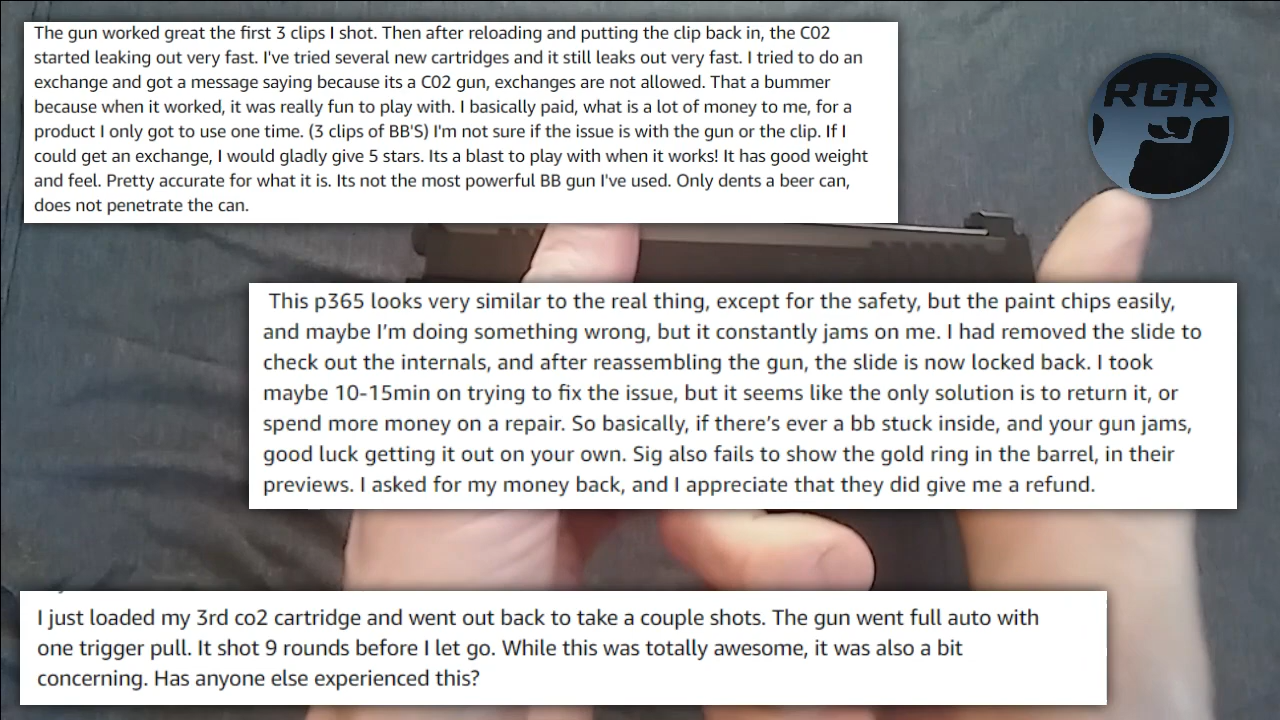 The gun worked great the first 3 clips I shot. Then after reloading and putting the clip back in, the C02
started leaking out very fast. I've tried several new cartridges and it still leaks out very fast. I tried to do an
exchange and got a message saying because its a C02 gun, exchanges are not allowed. That a bummer
because when it worked, it was really fun to play with. I basically paid, what is a lot of money to me, for a
product I only got to use one time. (3 clips of BB'S) I'm not sure if the issue is with the gun or the clip. If I
could get an exchange, I would gladly give 5 stars. Its a blast to play with when it works! It has good weight
and feel. Pretty accurate for what it is. Its not the most powerful BB gun I've used. Only dents a beer can,
does not penetrate the can.
RGR
This p365 looks very similar to the real thing, except for the safety, but the paint chips easily,
and maybe I’m doing something wrong, but it constantly jams on me. I had removed the slide to
check out the internals, and after reassembling the gun, the slide is now locked back. I took
maybe 10-15min on trying to fix the issue, but it seems like the only solution is to return it, or
spend more money on a repair. So basically, if there’s ever a bb stuck inside, and your gun jams,
good luck getting it out on your own. Sig also fails to show the gold ring in the barrel, in their
previews. I asked for my money back, and I appreciate that they did give me a refund.
I just loaded my 3rd co2 cartridge and went out back to take a couple shots. The gun went full auto with
one trigger pull. It shot 9 rounds before I let go. While this was totally awesome, it was also a bit
concerning. Has anyone else experienced this?